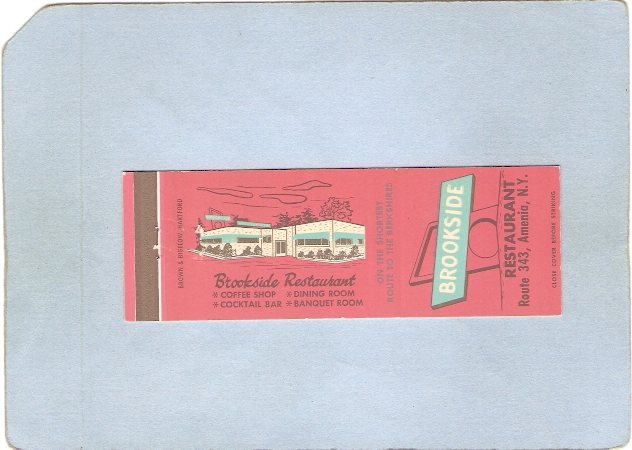 BROWN & BIGELOW, HARTFORD
Brookside Restaurant
* COFFEE SHOP * DINING ROOM
* COCKTAIL BAR * BANQUET ROOM
ON THE SHORTEST
ROUTE TO THE BERKSHIRES
BROOKSIDE
RESTAURANT
Route 343, Amenia, N.Y.
CLOSE COVER BEFORE STRIKING